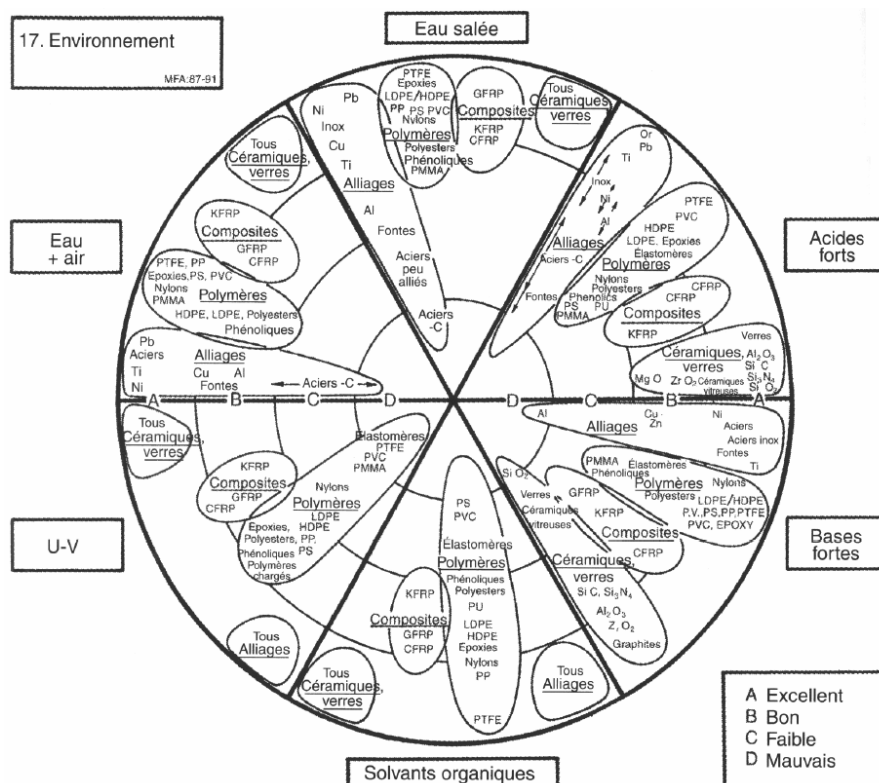 17. Environnement
MFA:87-91
Eau salée
Ni
Pb
Inox
Cu
Ti
Alliages
Al
Fontes
Aciers
peu
alliés
Aciers
-C
PTFE
Epoxies
LDPE/HDPE
PP PS PVC
Nylons
Polymères
Polyesters
Phénoliques
PMMA
GFRP
Composites
KFRP
CFRP
Tous
Céramiques,
verres
Acides
forts
Or
Pb
Ti
Inox
Ni
Al
Alliages
Aciers -C
Fontes
PTFE
PVC
HDPE
LDPE, Epoxies
Élastomères
Polymères
Nylons
Polyesters
Phenolics
PS PU
PMMA
CFRP
CFRP
Composites
KFRP
Verres
Céramiques,
verres
Al2O3
Si C
Si3N4
Si O2
Mg O
Zr O2
Céramiques
vitreuses
Eau
+ air
Tous
Céramiques,
verres
KFRP
Composites
GFRP
CFRP
PTFE, PP
Epoxies, PS, PVC
Nylons
Polymères
PMMA
HDPE, LDPE, Polyesters
Phénoliques
Pb
Aciers
Alliages
Ti
Cu Al
Ni
Fontes
Aciers -C
A B C D D C B A
U-V
Tous
Céramiques,
verres
KFRP
Composites
GFRP
CFRP
Elastomères
PTFE
PVC
PMMA
Nylons
Polymères
LDPE
Epoxies, HDPE
Polyesters, PP,
PS
Phénoliques
Polymères
chargés
Tous
Alliages
Bases
fortes
Al
Cu -
Zn
Ni
Alliages
Aciers
Aciers inox
Fontes
Ti
PMMA
Phénoliques
Élastomères
Nylons
Polymères
Polyesters
LDPE/HDPE
P.V.,PS,PP,PTFE
PVC, EPOXY
GFRP
KFRP
Composites
CFRP
Si O2
Verres
Céramiques
vitreuses
Céramiques,
verres
Si C, Si3N4
Al2O3
Z, O2
Graphites
Solvants organiques
Tous
Céramiques,
verres
KFRP
Composites
GFRP
CFRP
PS
PVC
Élastomères
Polymères
Phénoliques
Polyesters
PU
LDPE
HDPE
Epoxies
Nylons
PP
PTFE
Tous
Alliages
A Excellent
B Bon
C Faible
D Mauvais